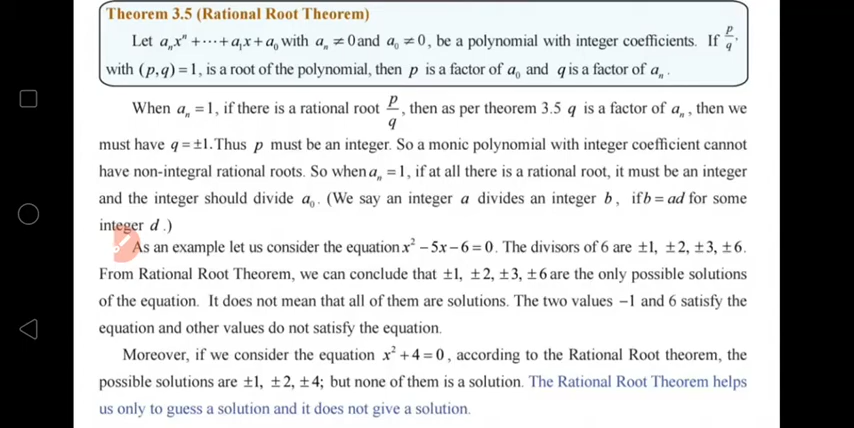 Theorem 3.5 (Rational Root Theorem)
Let aₙxⁿ + ⋯ + a₁x + a₀ with aₙ ≠ 0 and a₀ ≠ 0, be a polynomial with integer coefficients. If p/q,
with (p,q) = 1, is a root of the polynomial, then p is a factor of a₀ and q is a factor of aₙ.
When aₙ = 1, if there is a rational root p/q, then as per theorem 3.5 q is a factor of aₙ, then we
must have q = ±1. Thus p must be an integer. So a monic polynomial with integer coefficient cannot
have non-integral rational roots. So when aₙ = 1, if at all there is a rational root, it must be an integer
and the integer should divide a₀. (We say an integer a divides an integer b, if b = ad for some
integer d.)
As an example let us consider the equation x² − 5x − 6 = 0. The divisors of 6 are ±1, ±2, ±3, ±6.
From Rational Root Theorem, we can conclude that ±1, ±2, ±3, ±6 are the only possible solutions
of the equation. It does not mean that all of them are solutions. The two values −1 and 6 satisfy the
equation and other values do not satisfy the equation.
Moreover, if we consider the equation x² + 4 = 0, according to the Rational Root theorem, the
possible solutions are ±1, ±2, ±4; but none of them is a solution. The Rational Root Theorem helps
us only to guess a solution and it does not give a solution.